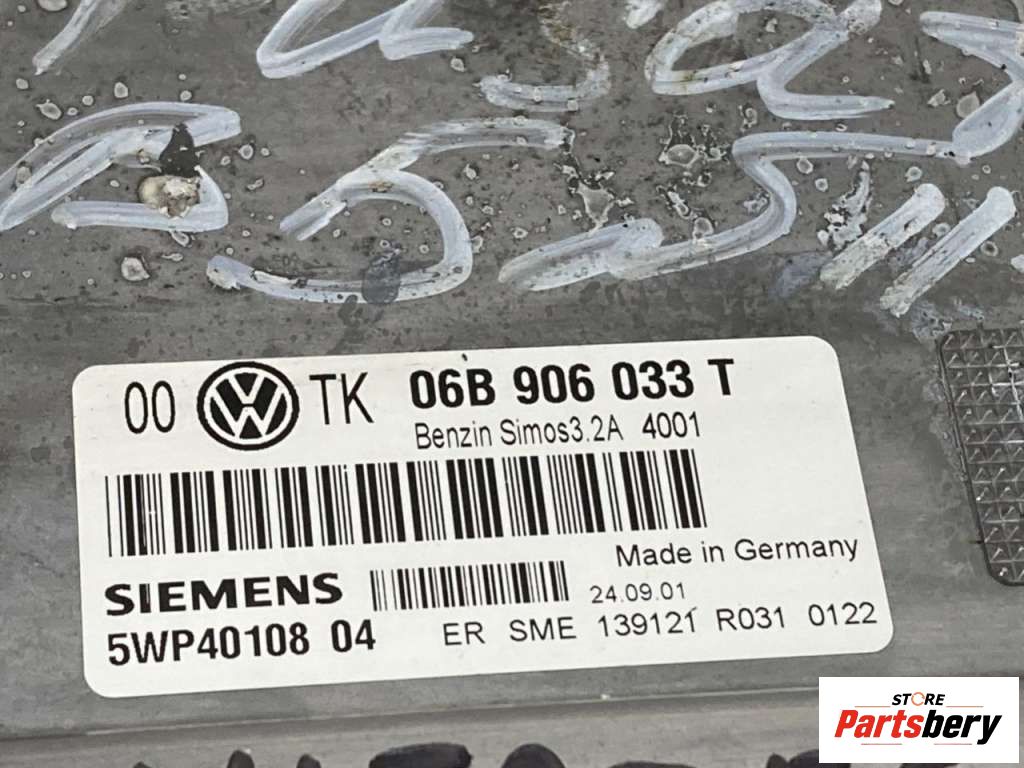 00 VW TK 06B 906 033 T
Benzin Simos3.2A 4001
Made in Germany
SIEMENS 24.09.01
5WP40108 04 ER SME 139121 R031 0122
STORE
Partsbery